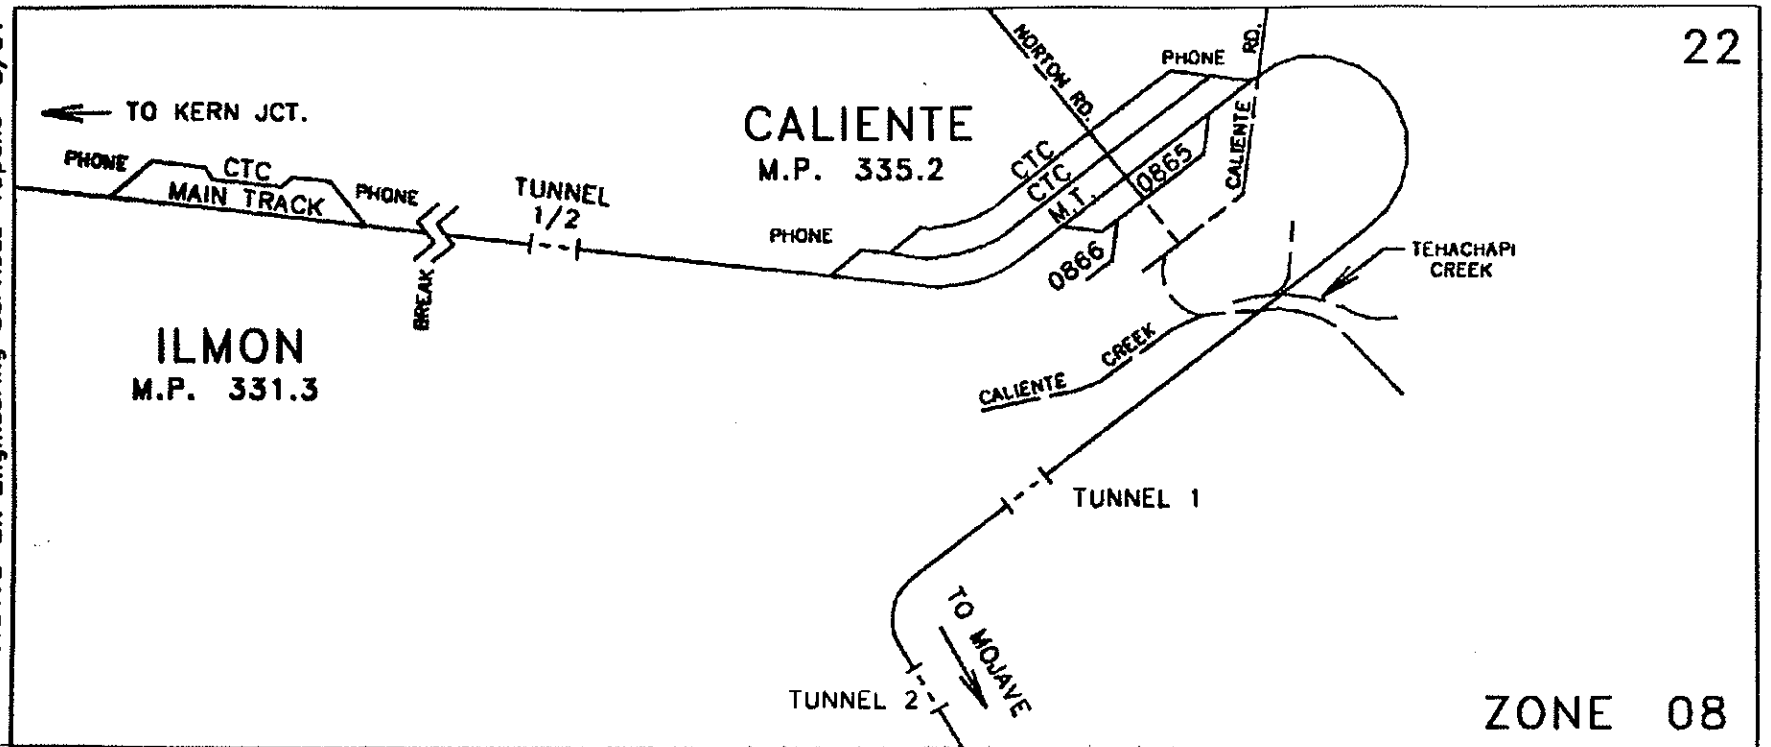 22
TO KERN JCT.
PHONE
CTC
MAIN TRACK
PHONE
BREAK
ILMON
M.P. 331.3
TUNNEL
1/2
CALIENTE
M.P. 335.2
PHONE
CTC
CTC
M.T.
0865
0866
PHONE
MORTON RD.
CALIENTE RD.
TEHACHAPI
CREEK
CALIENTE CREEK
TUNNEL 1
TO MOJAVE
TUNNEL 2
ZONE 08